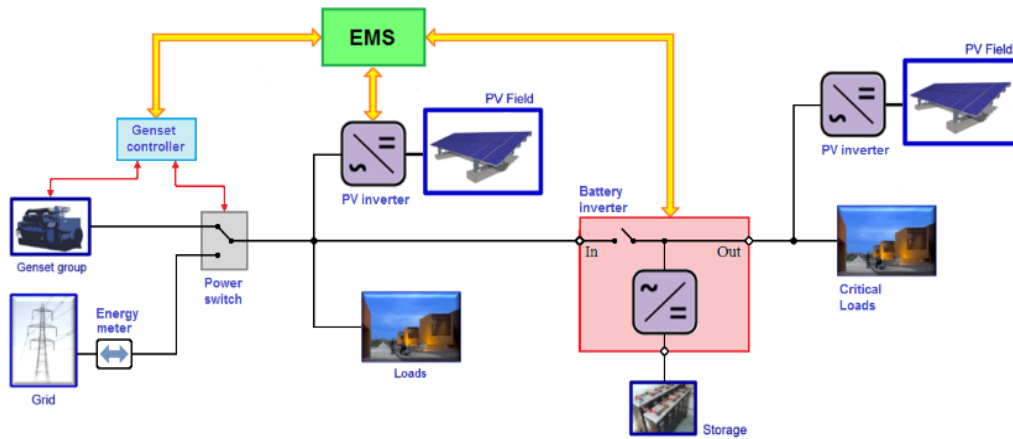 EMS
PV Field
PV Field
Genset
controller
PV inverter
PV inverter
Battery
inverter
In
Out
Genset group
Power
switch
Energy
meter
Critical
Loads
Loads
Grid
Storage